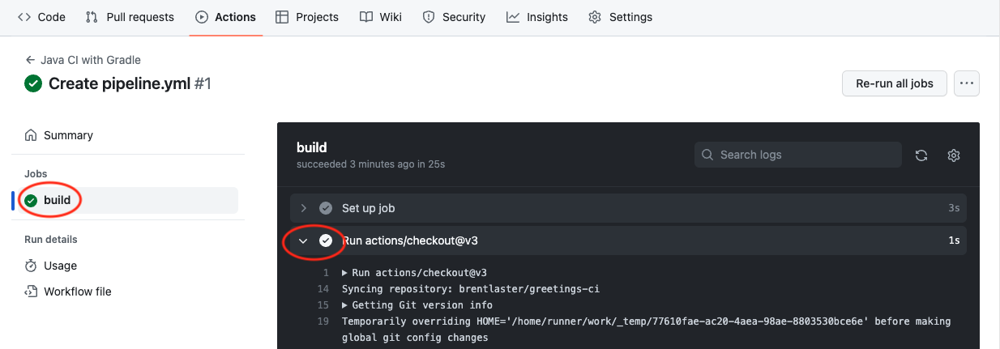 Code Pull requests Actions Projects Wiki Security Insights Settings
Java CI with Gradle
Create pipeline.yml #1
Re-run all jobs
Summary
Jobs
build
Run details
Usage
Workflow file
build
succeeded 3 minutes ago in 25s
Search logs
Set up job 3s
Run actions/checkout@v3 1s
1 Run actions/checkout@v3
14 Syncing repository: brentlaster/greetings-ci
15 Getting Git version info
19 Temporarily overriding HOME='/home/runner/work/_temp/77610fae-ac20-4aea-98ae-8803530bce6e' before making
global git config changes